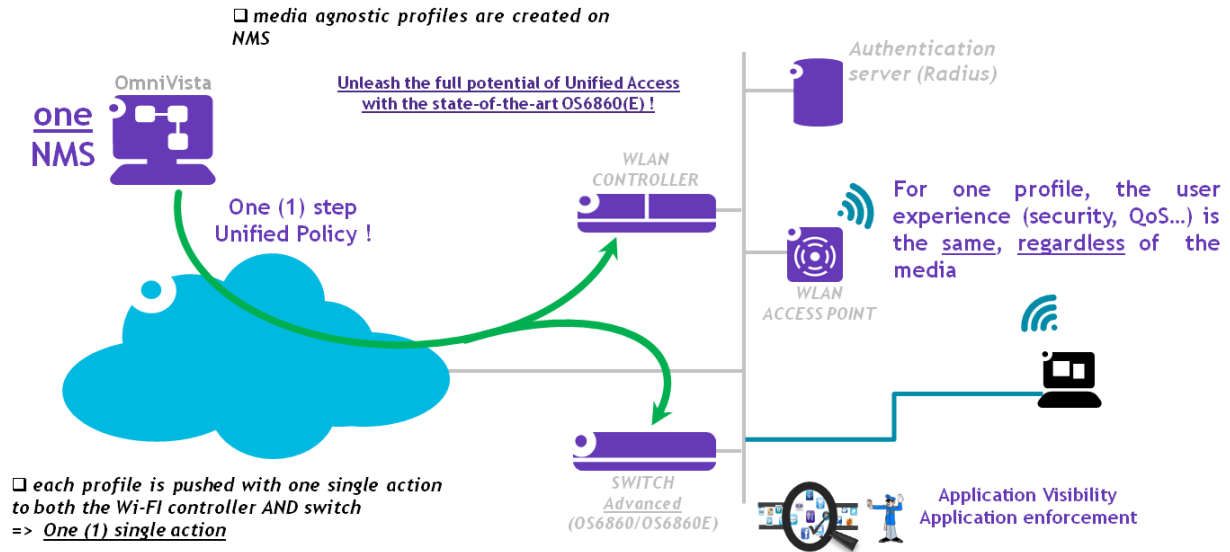 ❑ media agnostic profiles are created on
NMS
OmniVista
one
NMS
Unleash the full potential of Unified Access
with the state-of-the-art OS6860(E) !
Authentication
server (Radius)
WLAN
CONTROLLER
One (1) step
Unified Policy !
For one profile, the user
experience (security, QoS…) is
the same, regardless of the
media
WLAN
ACCESS POINT
❑ each profile is pushed with one single action
to both the Wi-FI controller AND switch
=> One (1) single action
SWITCH
Advanced
(OS6860/OS6860E)
Application Visibility
Application enforcement